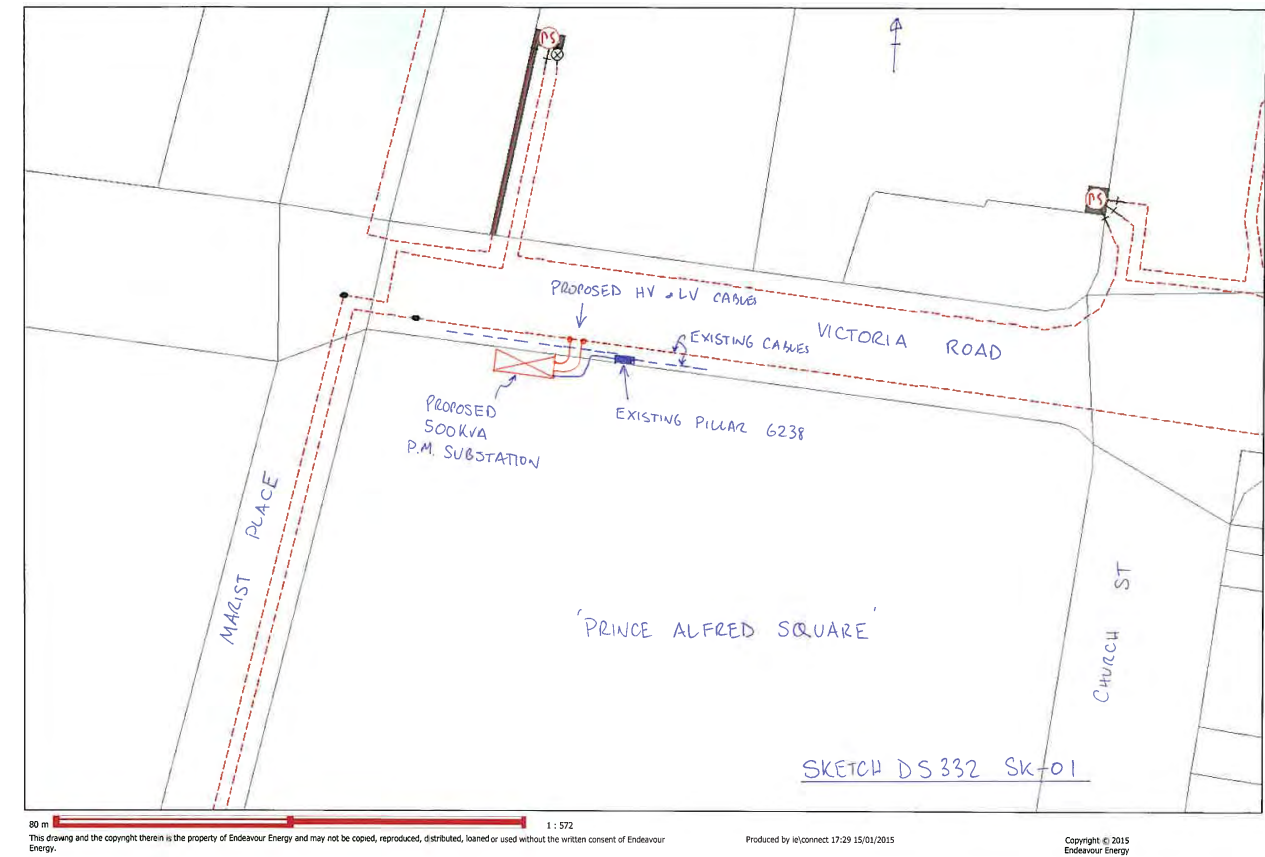 PS
PS
PROPOSED HV & LV CABLES
EXISTING CABLES
VICTORIA ROAD
PROPOSED
500KVA
P.M. SUBSTATION
EXISTING PILLAR 6238
MARIST PLACE
'PRINCE ALFRED SQUARE'
CHURCH ST
SKETCH DS332 SK-01
80 m
1 : 572
This drawing and the copyright therein is the property of Endeavour Energy and may not be copied, reproduced, distributed, loaned or used without the written consent of Endeavour
Energy.
Produced by ie\connect 17:29 15/01/2015
Copyright © 2015
Endeavour Energy